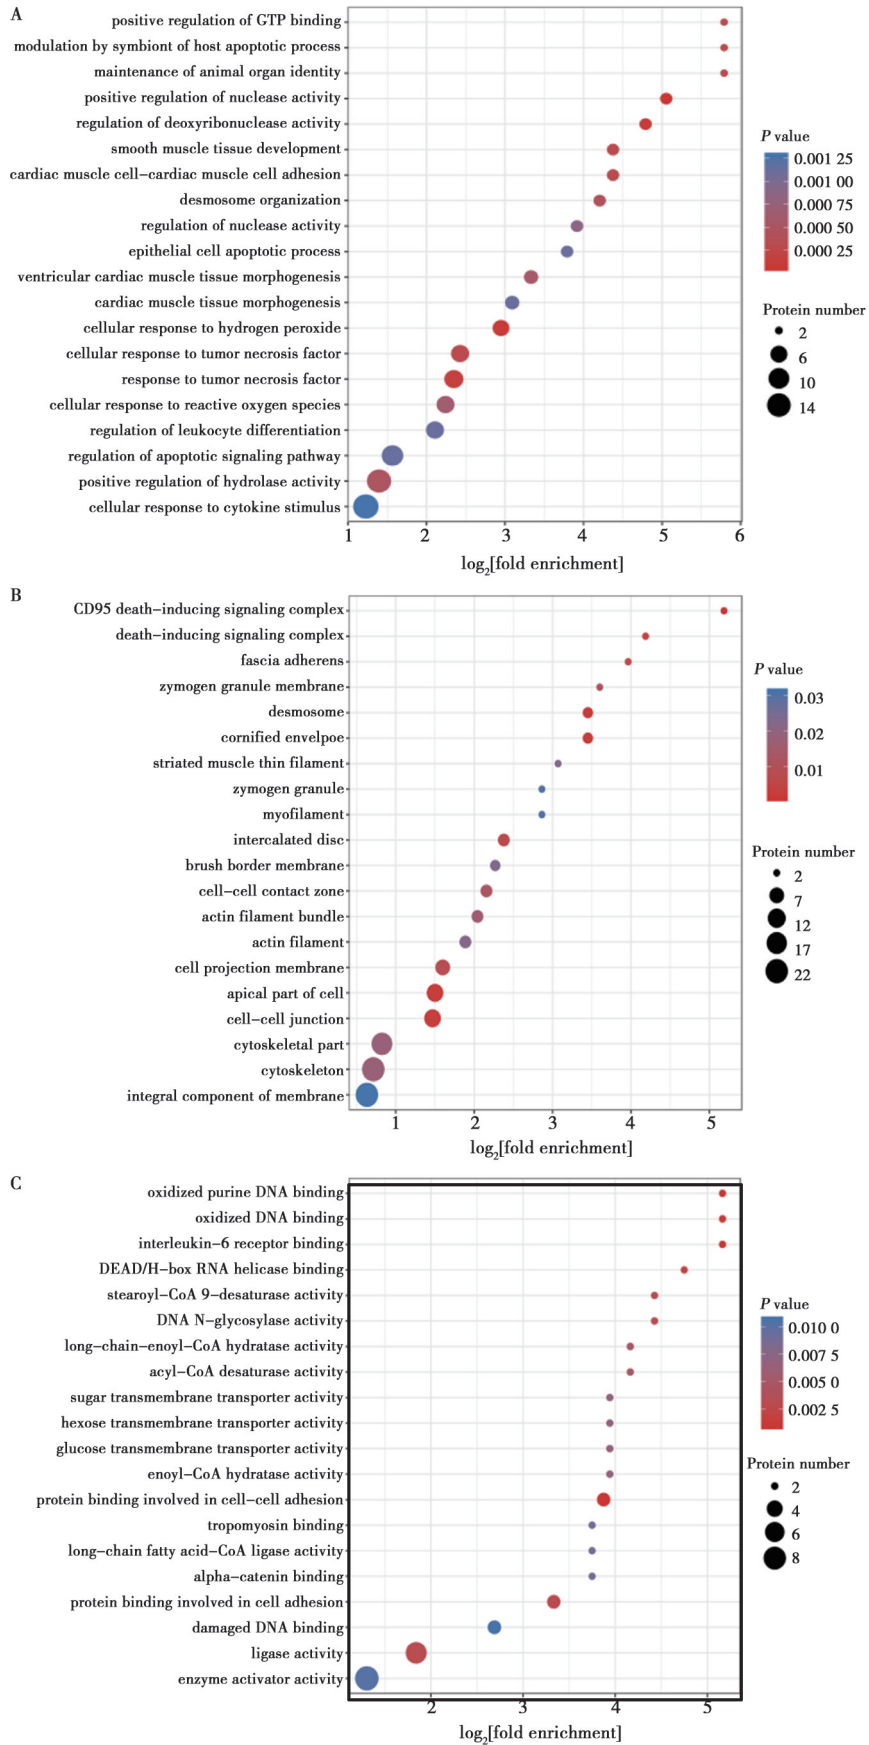 A
positive regulation of GTP binding
modulation by symbiont of host apoptotic process
maintenance of animal organ identity
positive regulation of nuclease activity
regulation of deoxyribonuclease activity
smooth muscle tissue development
cardiac muscle cell−cardiac muscle cell adhesion
desmosome organization
regulation of nuclease activity
epithelial cell apoptotic process
ventricular cardiac muscle tissue morphogenesis
cardiac muscle tissue morphogenesis
cellular response to hydrogen peroxide
cellular response to tumor necrosis factor
response to tumor necrosis factor
cellular response to reactive oxygen species
regulation of leukocyte differentiation
regulation of apoptotic signaling pathway
positive regulation of hydrolase activity
cellular response to cytokine stimulus
1 2 3 4 5 6
log2[fold enrichment]
P value
0.001 25
0.001 00
0.000 75
0.000 50
0.000 25
Protein number
2
6
10
14
B
CD95 death−inducing signaling complex
death−inducing signaling complex
fascia adherens
zymogen granule membrane
desmosome
cornified envelpoe
striated muscle thin filament
zymogen granule
myofilament
intercalated disc
brush border membrane
cell−cell contact zone
actin filament bundle
actin filament
cell projection membrane
apical part of cell
cell−cell junction
cytoskeletal part
cytoskeleton
integral component of membrane
1 2 3 4 5
log2[fold enrichment]
P value
0.03
0.02
0.01
Protein number
2
7
12
17
22
C
oxidized purine DNA binding
oxidized DNA binding
interleukin−6 receptor binding
DEAD/H−box RNA helicase binding
stearoyl−CoA 9−desaturase activity
DNA N−glycosylase activity
long−chain−enoyl−CoA hydratase activity
acyl−CoA desaturase activity
sugar transmembrane transporter activity
hexose transmembrane transporter activity
glucose transmembrane transporter activity
enoyl−CoA hydratase activity
protein binding involved in cell−cell adhesion
tropomyosin binding
long−chain fatty acid−CoA ligase activity
alpha−catenin binding
protein binding involved in cell adhesion
damaged DNA binding
ligase activity
enzyme activator activity
2 3 4 5
log2[fold enrichment]
P value
0.010 0
0.007 5
0.005 0
0.002 5
Protein number
2
4
6
8